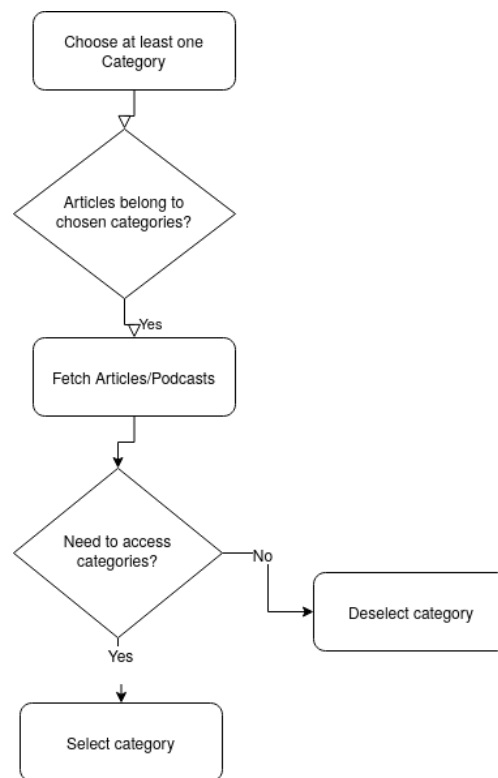 Choose at least one
Category
Articles belong to
chosen categories?
Yes
Fetch Articles/Podcasts
Need to access
categories?
No
Deselect category
Yes
Select category